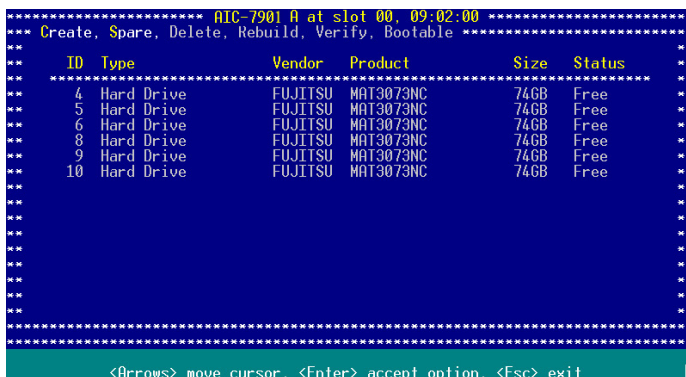 AIC-7901 A at slot 00, 09:02:00
Create, Spare, Delete, Rebuild, Verify, Bootable
ID Type Vendor Product Size Status
4 Hard Drive FUJITSU MAT3073NC 74GB Free
5 Hard Drive FUJITSU MAT3073NC 74GB Free
6 Hard Drive FUJITSU MAT3073NC 74GB Free
8 Hard Drive FUJITSU MAT3073NC 74GB Free
9 Hard Drive FUJITSU MAT3073NC 74GB Free
10 Hard Drive FUJITSU MAT3073NC 74GB Free
<Arrows> move cursor, <Enter> accept option, <Esc> exit